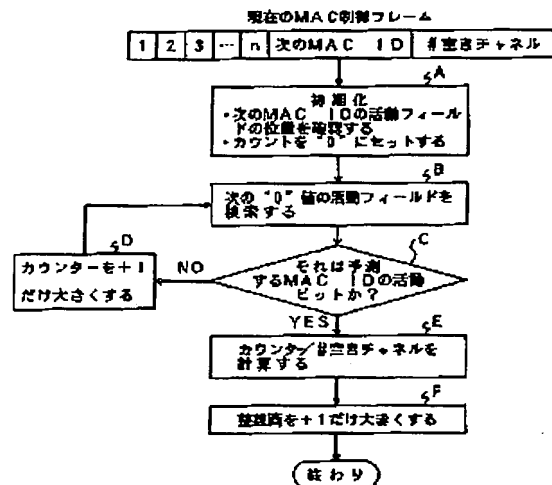 現在のMAC制御フレーム
1 2 3 … n 次のMAC ID #空きチャネル
A
初期化
・次のMAC IDの活動フィール
ドの位置を確認する
・カウントを"0"にセットする
B
次の"0"値の活動フィールドを
検索する
C
D
それは予測
するMAC IDの活動
ビットか?
カウンターを+1
だけ大きくする
NO
YES
E
カウンター/#空きチャネルを
計算する
F
を+1だけ大きくする
終わり